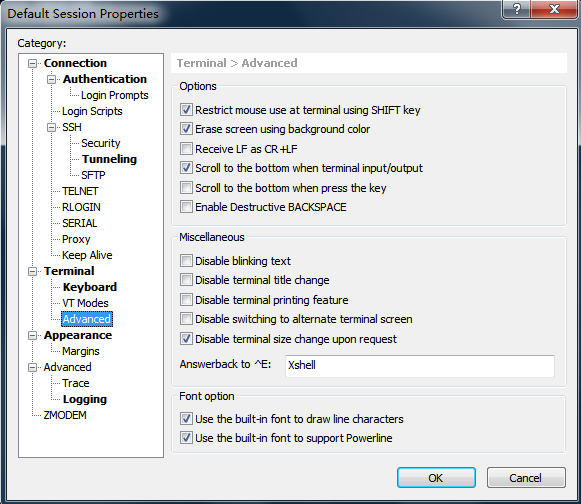 Default Session Properties
?
Category:
Connection
Authentication
Login Prompts
Login Scripts
SSH
Security
Tunneling
SFTP
TELNET
RLOGIN
SERIAL
Proxy
Keep Alive
Terminal
Keyboard
VT Modes
Advanced
Appearance
Margins
Advanced
Trace
Logging
ZMODEM
Terminal > Advanced
Options
Restrict mouse use at terminal using SHIFT key
Erase screen using background color
Receive LF as CR+LF
Scroll to the bottom when terminal input/output
Scroll to the bottom when press the key
Enable Destructive BACKSPACE
Miscellaneous
Disable blinking text
Disable terminal title change
Disable terminal printing feature
Disable switching to alternate terminal screen
Disable terminal size change upon request
Answerback to ^E: Xshell
Font option
Use the built-in font to draw line characters
Use the built-in font to support Powerline
OK Cancel